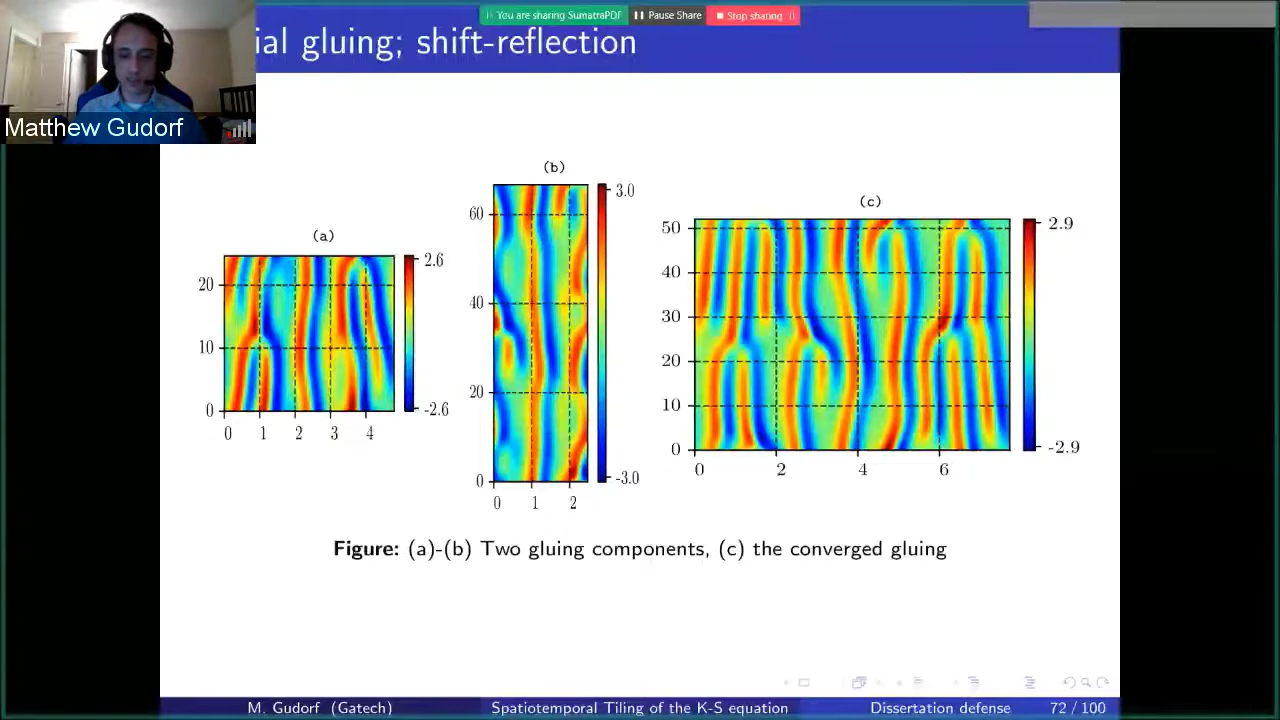 You are sharing SumatraPDF
Pause Share
Stop sharing
ial gluing; shift-reflection
Matthew Gudorf
(a)
20
10
0
0 1 2 3 4
2.6
-2.6
(b)
60
40
20
0
0 1 2
3.0
-3.0
(c)
50
40
30
20
10
0
0 2 4 6
2.9
-2.9
Figure: (a)-(b) Two gluing components, (c) the converged gluing
M. Gudorf (Gatech) Spatiotemporal Tiling of the K-S equation Dissertation defense 72 / 100